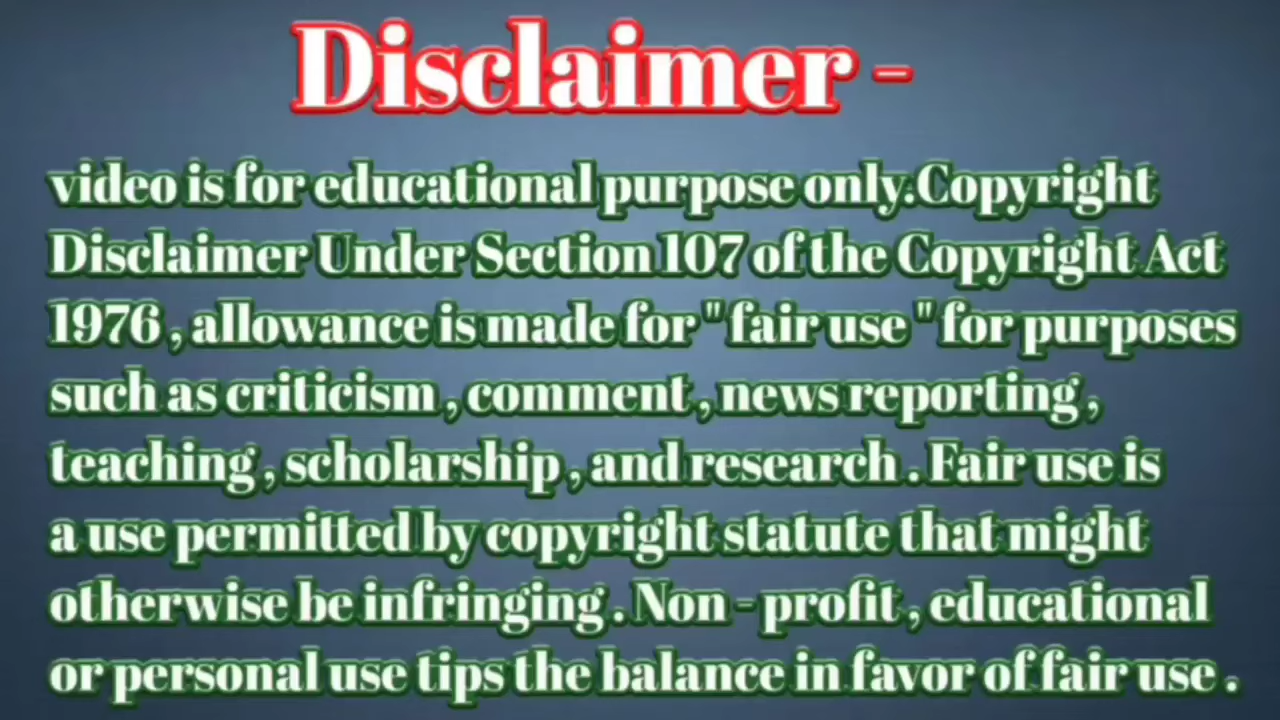 Disclaimer -
video is for educational purpose only.Copyright
Disclaimer Under Section 107 of the Copyright Act
1976 , allowance is made for " fair use " for purposes
such as criticism , comment , news reporting ,
teaching , scholarship , and research . Fair use is
a use permitted by copyright statute that might
otherwise be infringing . Non - profit , educational
or personal use tips the balance in favor of fair use .